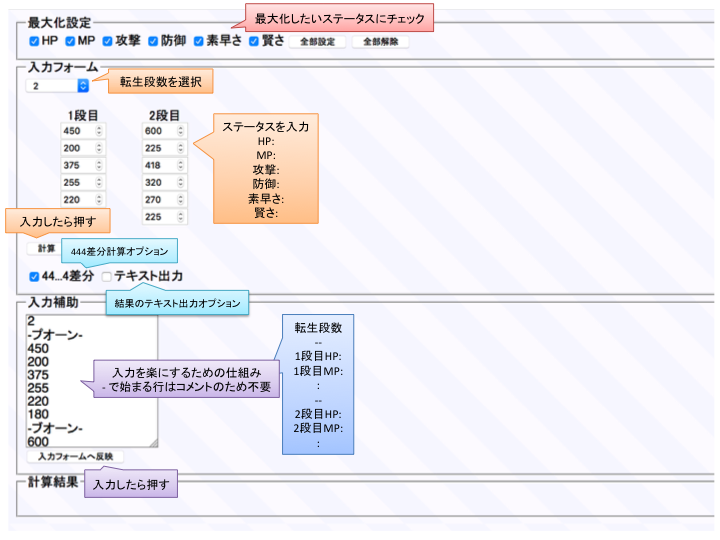 最大化したいステータスにチェック
最大化設定
HP MP 攻撃 防御 素早さ 賢さ 全部設定 全部解除
入力フォーム
2
転生段数を選択
1段目 2段目
450 600
200 225
375 418
255 320
220 270
225
ステータスを入力
HP:
MP:
攻撃:
防御:
素早さ:
賢さ:
入力したら押す
計算
444差分計算オプション
44...4差分 テキスト出力
結果のテキスト出力オプション
入力補助
2
-ブオーン-
450
200
375
255
220
180
-ブオーン-
600
入力を楽にするための仕組み
- で始まる行はコメントのため不要
転生段数
--
1段目HP:
1段目MP:
:
--
2段目HP:
2段目MP:
:
入力フォームへ反映
入力したら押す
計算結果